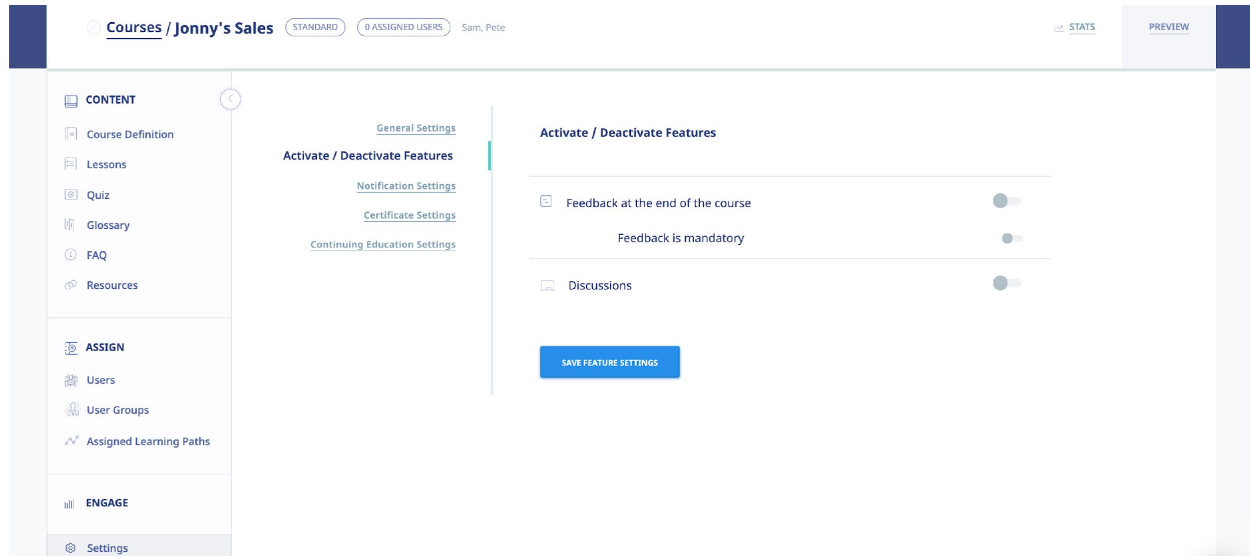 Courses / Jonny's Sales STANDARD 0 ASSIGNED USERS Sam, Pete STATS PREVIEW
CONTENT
Course Definition
Lessons
Quiz
Glossary
FAQ
Resources
ASSIGN
Users
User Groups
Assigned Learning Paths
ENGAGE
Settings
General Settings
Activate / Deactivate Features
Notification Settings
Certificate Settings
Continuing Education Settings
Activate / Deactivate Features
Feedback at the end of the course
Feedback is mandatory
Discussions
SAVE FEATURE SETTINGS